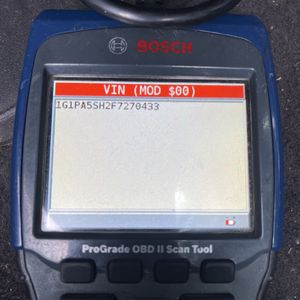 BOSCH
VIN (MOD $00)
1G1PA5SH2F7270433
ProGrade OBD II Scan Tool